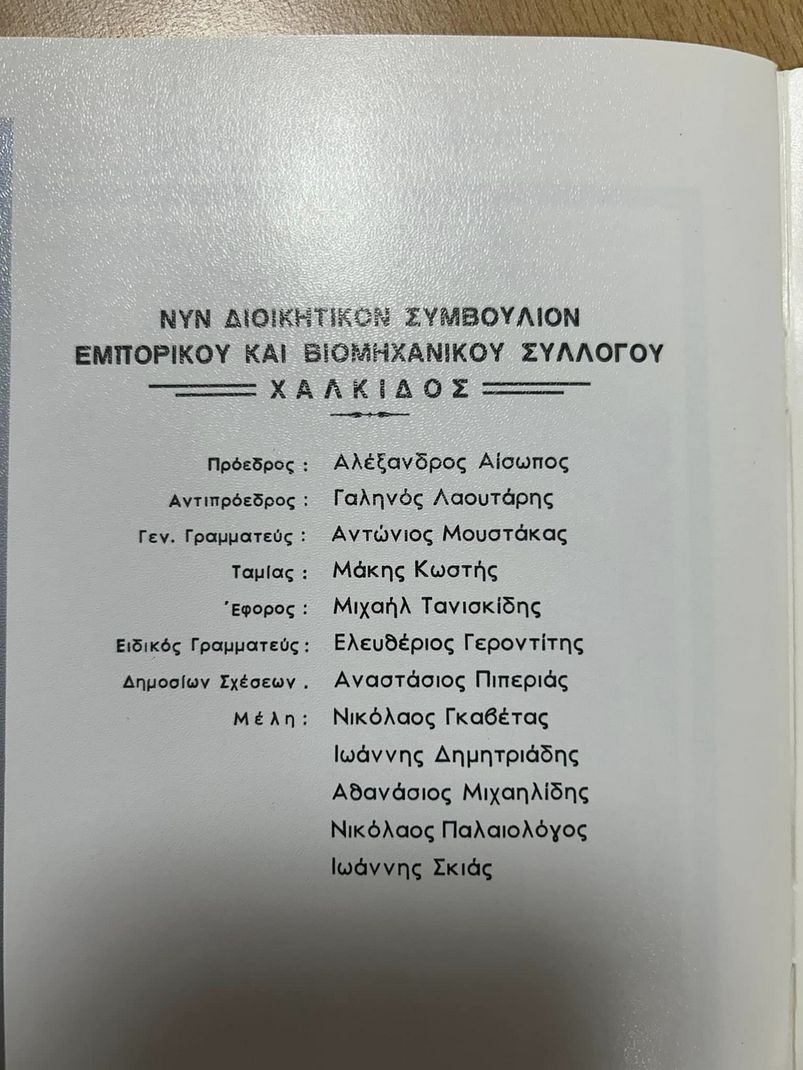 ΝΥΝ ΔΙΟΙΚΗΤΙΚΟΝ ΣΥΜΒΟΥΛΙΟΝ
ΕΜΠΟΡΙΚΟΥ ΚΑΙ ΒΙΟΜΗΧΑΝΙΚΟΥ ΣΥΛΛΟΓΟΥ
ΧΑΛΚΙΔΟΣ
Πρόεδρος : Αλέξανδρος Αίσωπος
Αντιπρόεδρος : Γαληνός Λαουτάρης
Γεν. Γραμματεύς : Αντώνιος Μουστάκας
Ταμίας : Μάκης Κωστής
Έφορος : Μιχαήλ Τανισκίδης
Ειδικός Γραμματεύς : Ελευθέριος Γεροντίτης
Δημοσίων Σχέσεων . Αναστάσιος Πιπεριάς
Μέλη : Νικόλαος Γκαβέτας
Ιωάννης Δημητριάδης
Αθανάσιος Μιχαηλίδης
Νικόλαος Παλαιολόγος
Ιωάννης Σκιάς